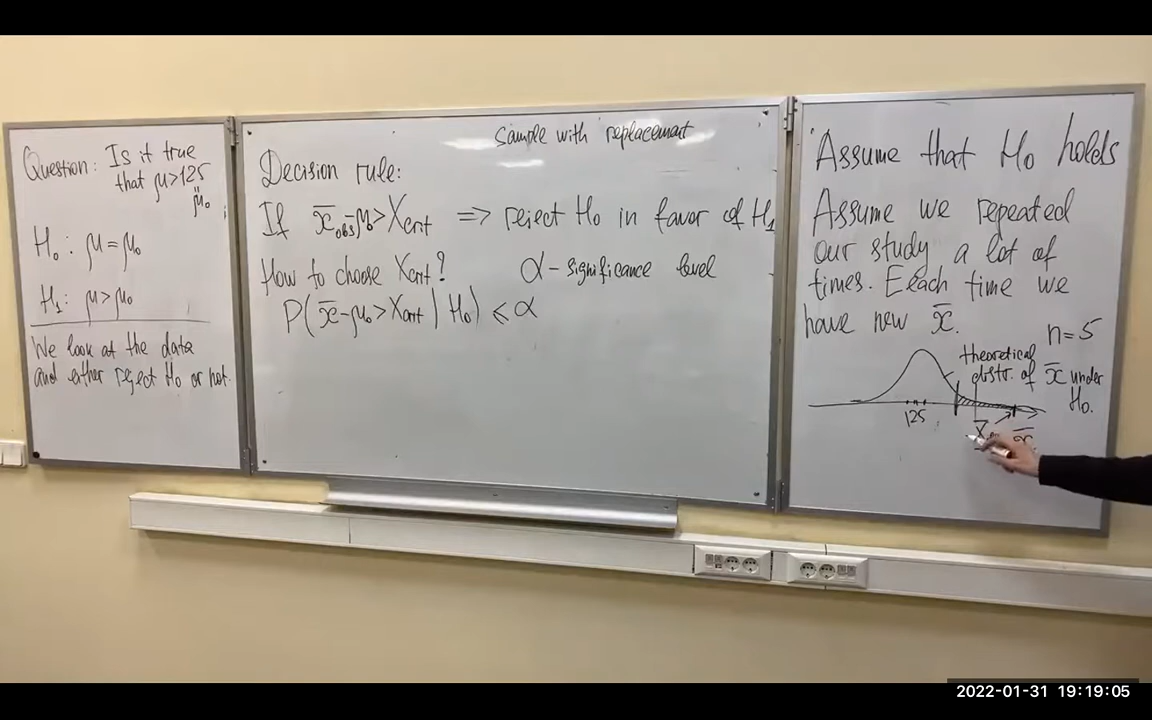 Question: Is it true
that μ>125
"
μ₀
H₀: μ=μ₀
H₁: μ>μ₀
We look at the data
and either reject H₀ or not.
Sample with replacement
Decision rule:
If x̄obs-μ₀>Xcrit => reject H₀ in favor of H₁
How to choose Xcrit? α-significance level
P(x̄-μ₀>Xcrit | H₀) ≤ α
Assume that H₀ holds
Assume we repeated
our study a lot of
times. Each time we
have new x̄.
n=5
theoretical
distr. of x̄ under
H₀.
125
2022-01-31 19:19:05